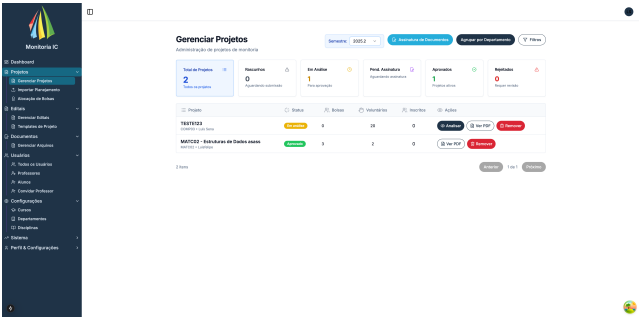 Monitoria IC
Dashboard
Projetos
Gerenciar Projetos
Importar Planejamento
Alocação de Bolsas
Editais
Gerenciar Editais
Templates de Projeto
Documentos
Gerenciar Arquivos
Usuários
Todos os Usuários
Professores
Alunos
Convidar Professor
Configurações
Cursos
Departamentos
Disciplinas
Sistema
Perfil & Configurações
Gerenciar Projetos
Administração de projetos de monitoria
Semestre: 2025.2
Assinatura de Documentos
Agrupar por Departamento
Filtros
Total de Projetos
2
Todos os projetos
Rascunhos
0
Aguardando submissão
Em Análise
1
Para aprovação
Pend. Assinatura
Aguardando assinatura
Aprovados
1
Projetos ativos
Rejeitados
0
Requer revisão
Projeto Status Bolsas Voluntários Inscritos Ações
TESTE123 Em análise 0 20 0 Analisar Ver PDF Remover
MATC02 - Estruturas de Dados asass Aprovado 3 2 0 Ver PDF Remover
2 itens
Anterior 1 de 1 Próximo